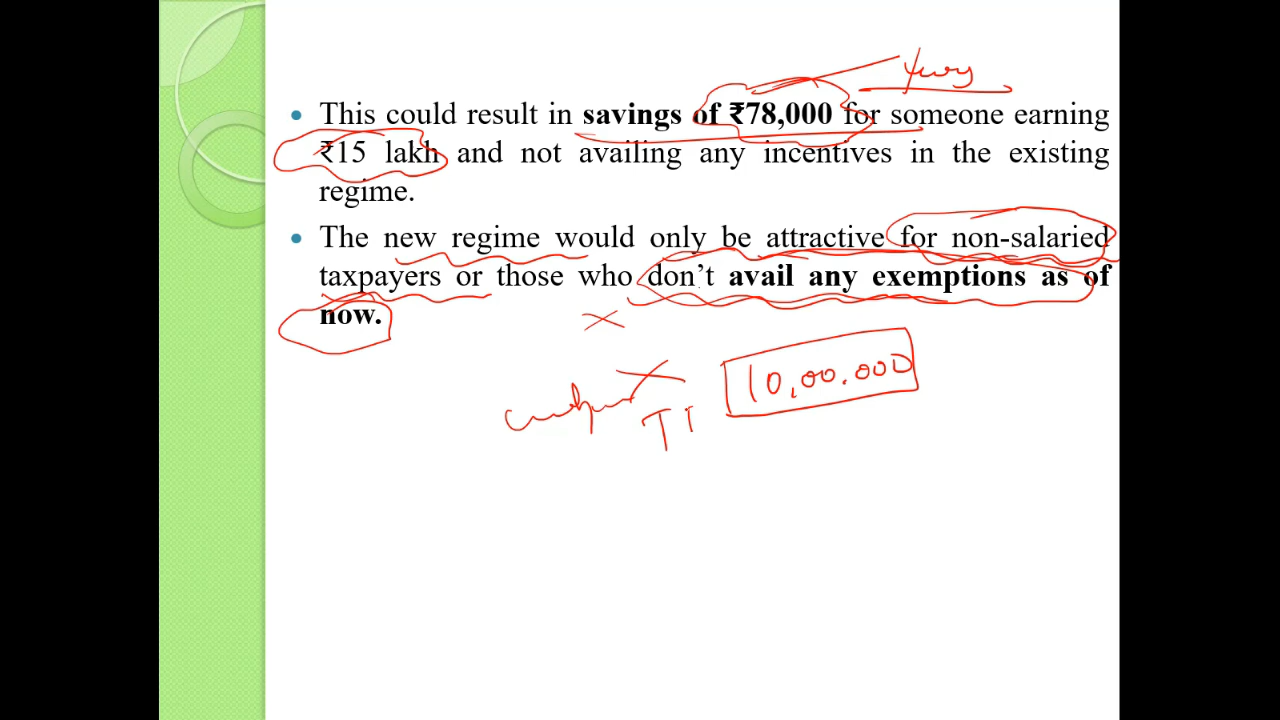 This could result in savings of ₹78,000 for someone earning
₹15 lakh and not availing any incentives in the existing
regime.
The new regime would only be attractive for non-salaried
taxpayers or those who don't avail any exemptions as of
now.
10,00.000
TI